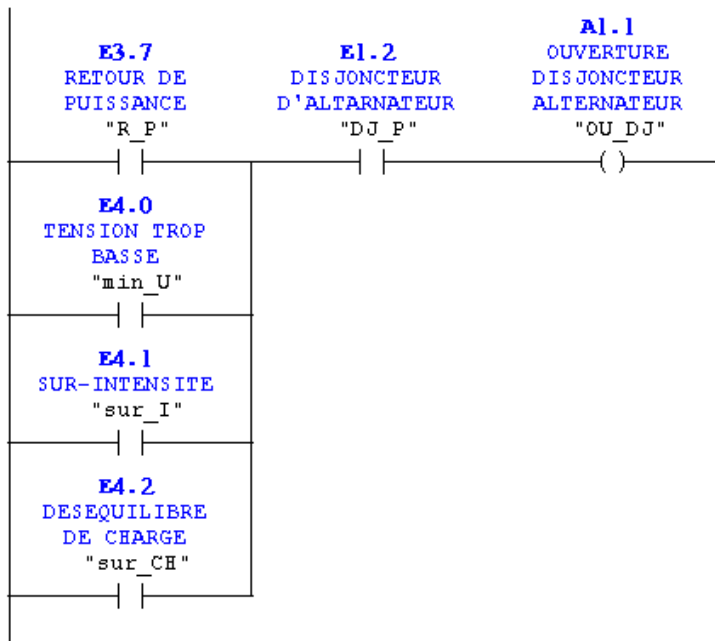 E3.7
RETOUR DE
PUISSANCE
"R_P"
E1.2
DISJONCTEUR
D'ALTARNATEUR
"DJ_P"
A1.1
OUVERTURE
DISJONCTEUR
ALTERNATEUR
"OU_DJ"
E4.0
TENSION TROP
BASSE
"min_U"
E4.1
SUR-INTENSITE
"sur_I"
E4.2
DESEQUILIBRE
DE CHARGE
"sur_CH"